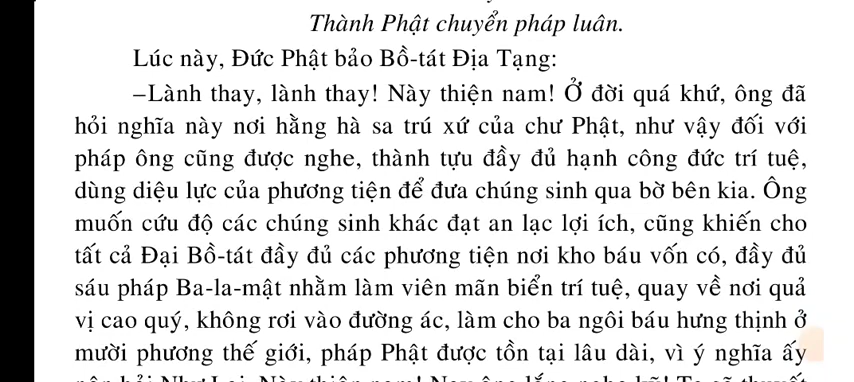 Thành Phật chuyển pháp luân.
Lúc này, Đức Phật bảo Bồ-tát Địa Tạng:
–Lành thay, lành thay! Này thiện nam! Ở đời quá khứ, ông đã
hỏi nghĩa này nơi hằng hà sa trú xứ của chư Phật, như vậy đối với
pháp ông cũng được nghe, thành tựu đầy đủ hạnh công đức trí tuệ,
dùng diệu lực của phương tiện để đưa chúng sinh qua bờ bên kia. Ông
muốn cứu độ các chúng sinh khác đạt an lạc lợi ích, cũng khiến cho
tất cả Đại Bồ-tát đầy đủ các phương tiện nơi kho báu vốn có, đầy đủ
sáu pháp Ba-la-mật nhằm làm viên mãn biển trí tuệ, quay về nơi quả
vị cao quý, không rơi vào đường ác, làm cho ba ngôi báu hưng thịnh ở
mười phương thế giới, pháp Phật được tồn tại lâu dài, vì ý nghĩa ấy